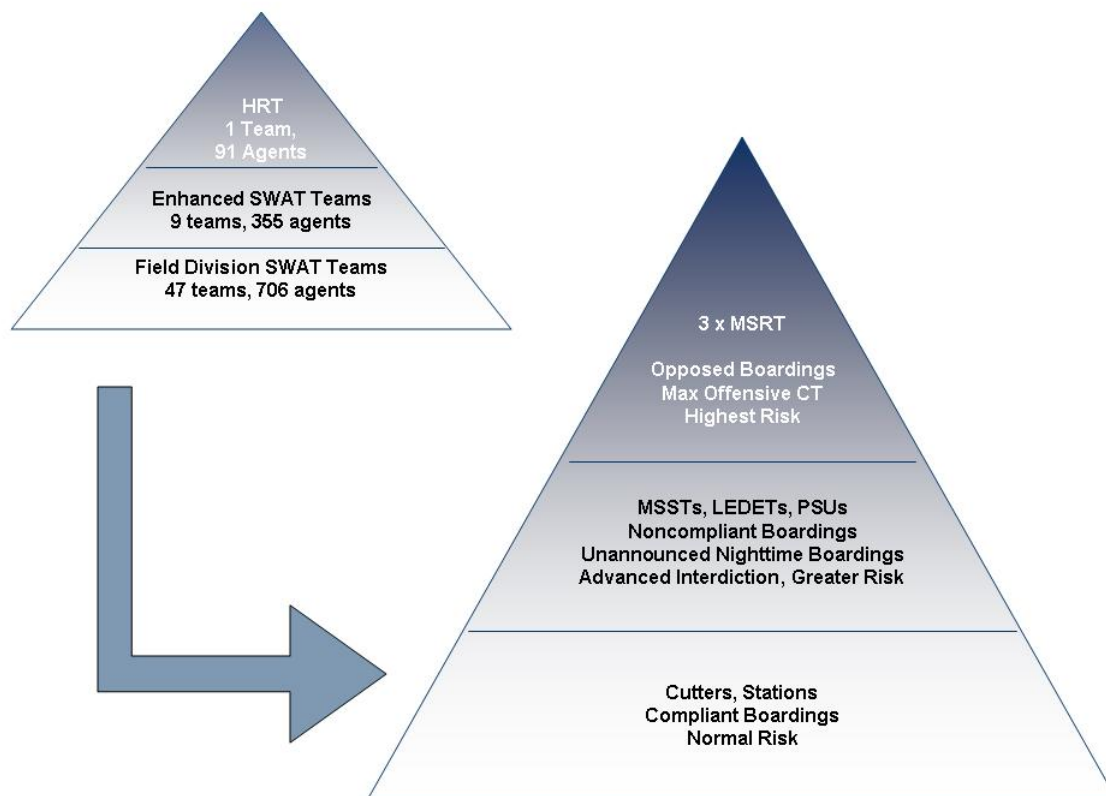 HRT
1 Team,
91 Agents
Enhanced SWAT Teams
9 teams, 355 agents
Field Division SWAT Teams
47 teams, 706 agents
3 x MSRT
Opposed Boardings
Max Offensive CT
Highest Risk
MSSTs, LEDETs, PSUs
Noncompliant Boardings
Unannounced Nighttime Boardings
Advanced Interdiction, Greater Risk
Cutters, Stations
Compliant Boardings
Normal Risk